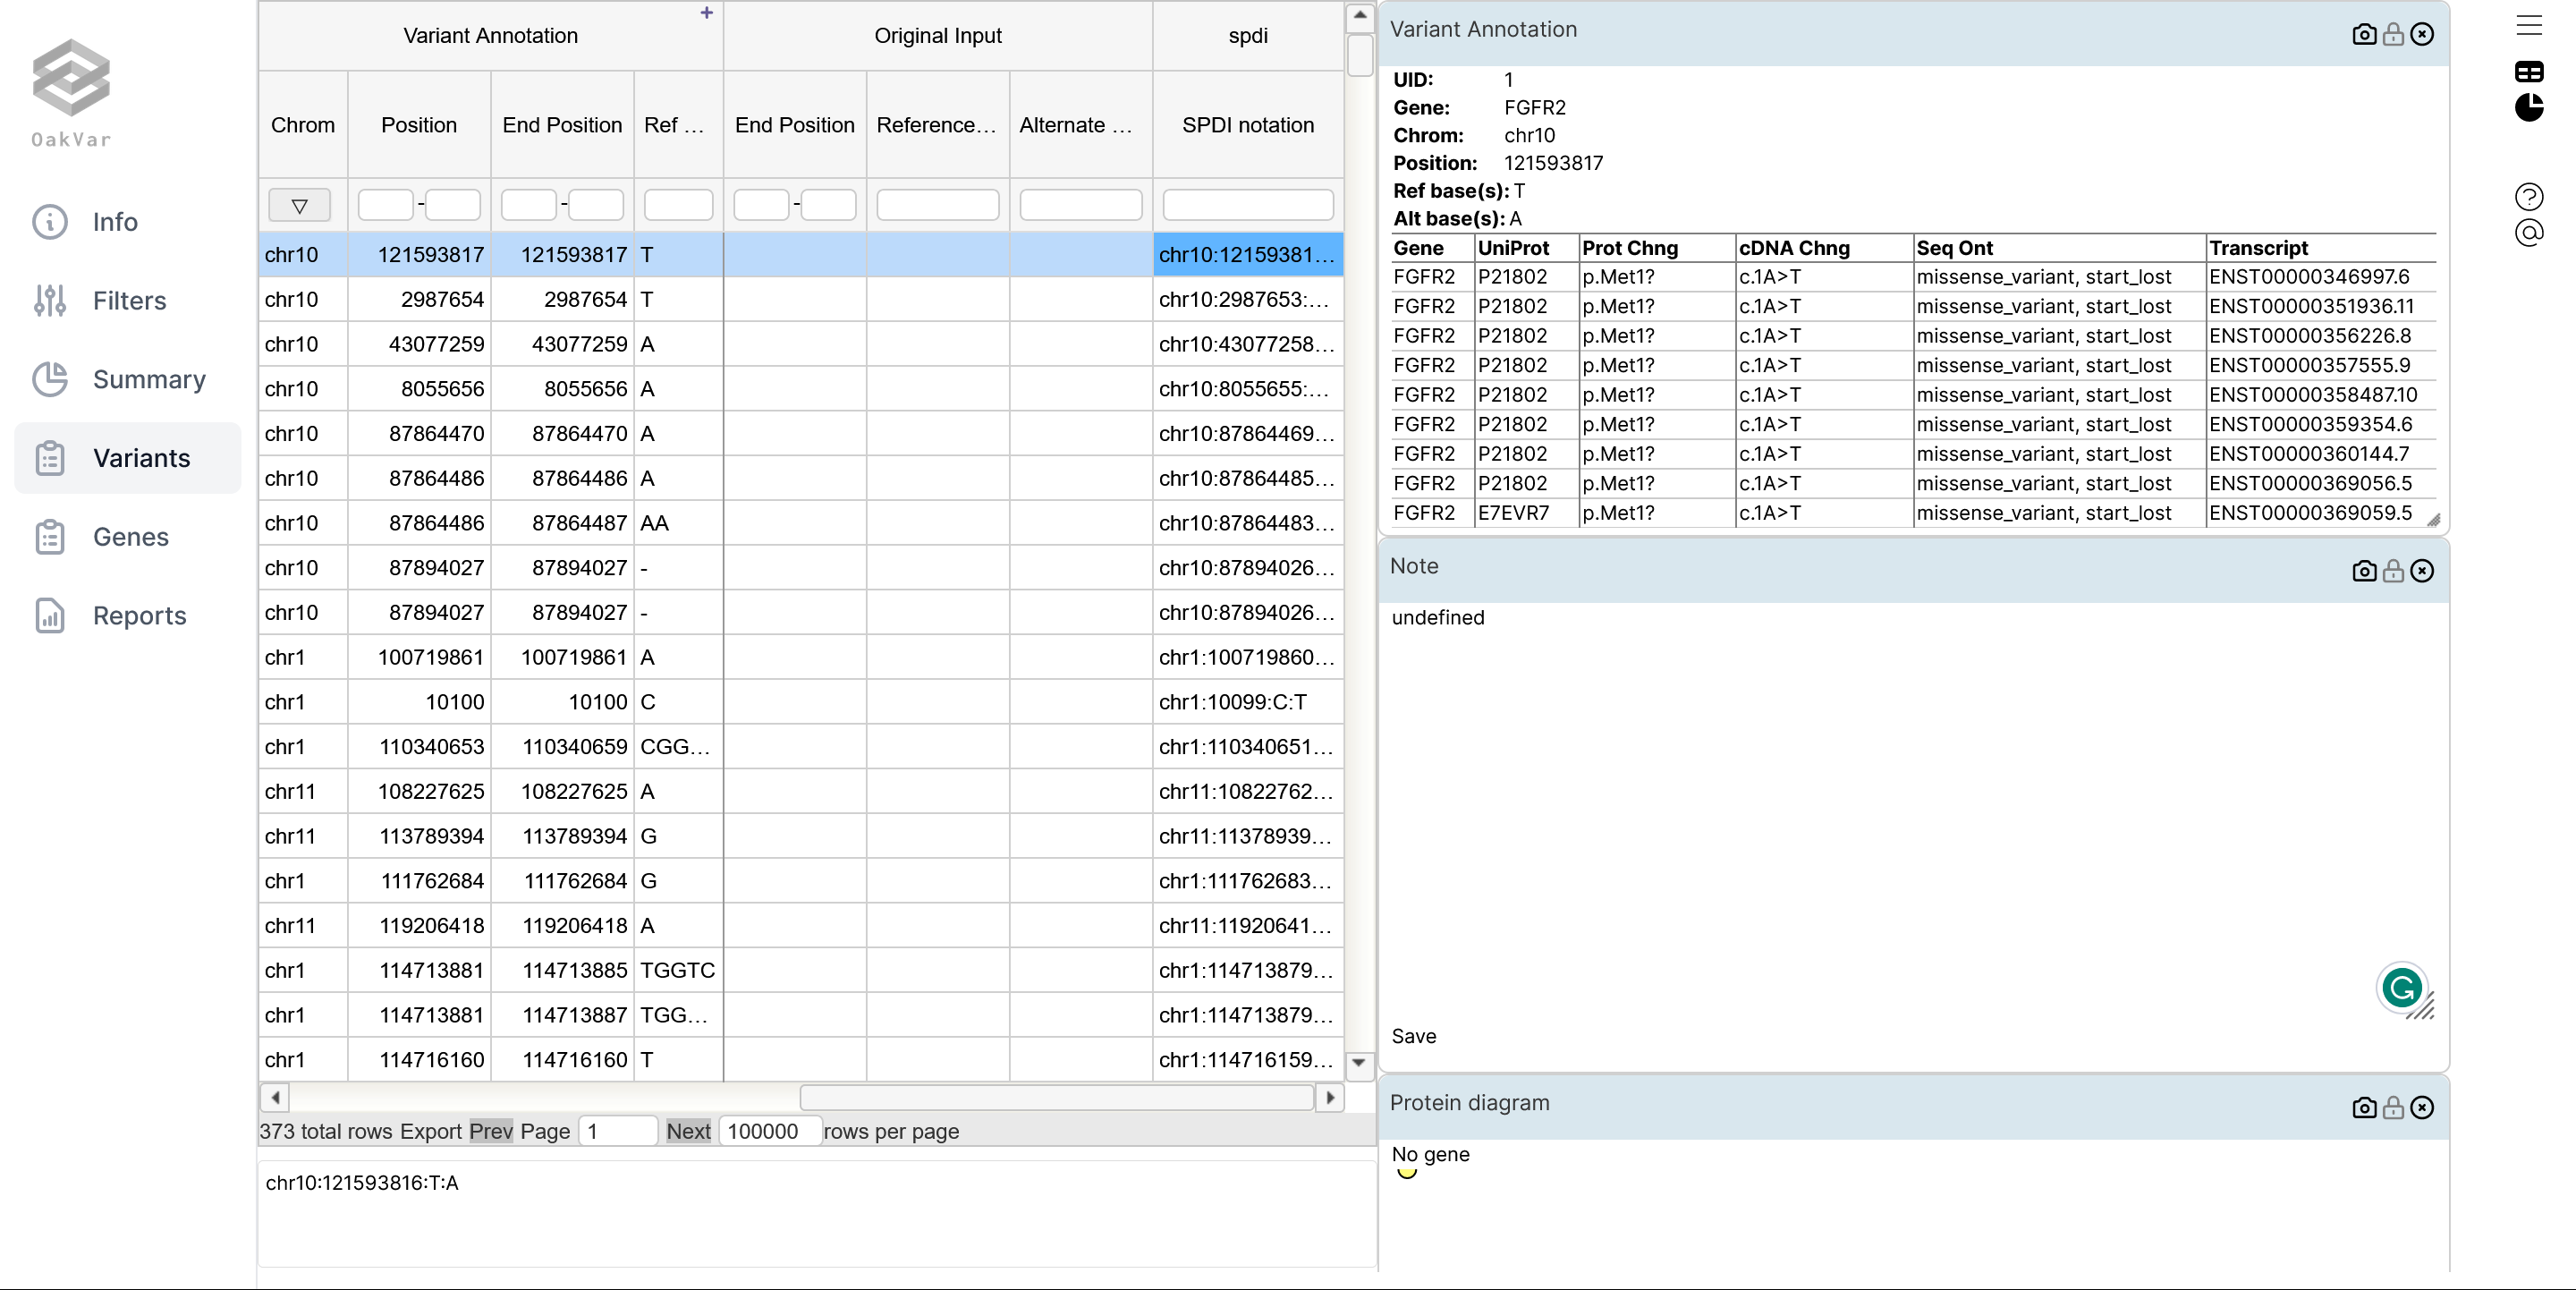 OakVar
Info
Filters
Summary
Variants
Genes
Reports
Variant Annotation + Original Input spdi
Chrom Position End Position Ref ... End Position Reference... Alternate ... SPDI notation
▽ - - -
chr10 121593817 121593817 T chr10:12159381...
chr10 2987654 2987654 T chr10:2987653:...
chr10 43077259 43077259 A chr10:43077258...
chr10 8055656 8055656 A chr10:8055655:...
chr10 87864470 87864470 A chr10:87864469...
chr10 87864486 87864486 A chr10:87864485...
chr10 87864486 87864487 AA chr10:87864483...
chr10 87894027 87894027 - chr10:87894026...
chr10 87894027 87894027 - chr10:87894026...
chr1 100719861 100719861 A chr1:100719860...
chr1 10100 10100 C chr1:10099:C:T
chr1 110340653 110340659 CGG... chr1:110340651...
chr11 108227625 108227625 A chr11:10822762...
chr11 113789394 113789394 G chr11:11378939...
chr1 111762684 111762684 G chr1:111762683...
chr11 119206418 119206418 A chr11:11920641...
chr1 114713881 114713885 TGGTC chr1:114713879...
chr1 114713881 114713887 TGG... chr1:114713879...
chr1 114716160 114716160 T chr1:114716159...
373 total rows Export Prev Page 1 Next 100000 rows per page
chr10:121593816:T:A
Variant Annotation
UID: 1
Gene: FGFR2
Chrom: chr10
Position: 121593817
Ref base(s): T
Alt base(s): A
Gene UniProt Prot Chng cDNA Chng Seq Ont Transcript
FGFR2 P21802 p.Met1? c.1A>T missense_variant, start_lost ENST00000346997.6
FGFR2 P21802 p.Met1? c.1A>T missense_variant, start_lost ENST00000351936.11
FGFR2 P21802 p.Met1? c.1A>T missense_variant, start_lost ENST00000356226.8
FGFR2 P21802 p.Met1? c.1A>T missense_variant, start_lost ENST00000357555.9
FGFR2 P21802 p.Met1? c.1A>T missense_variant, start_lost ENST00000358487.10
FGFR2 P21802 p.Met1? c.1A>T missense_variant, start_lost ENST00000359354.6
FGFR2 P21802 p.Met1? c.1A>T missense_variant, start_lost ENST00000360144.7
FGFR2 P21802 p.Met1? c.1A>T missense_variant, start_lost ENST00000369056.5
FGFR2 E7EVR7 p.Met1? c.1A>T missense_variant, start_lost ENST00000369059.5
Note
undefined
Save
Protein diagram
No gene